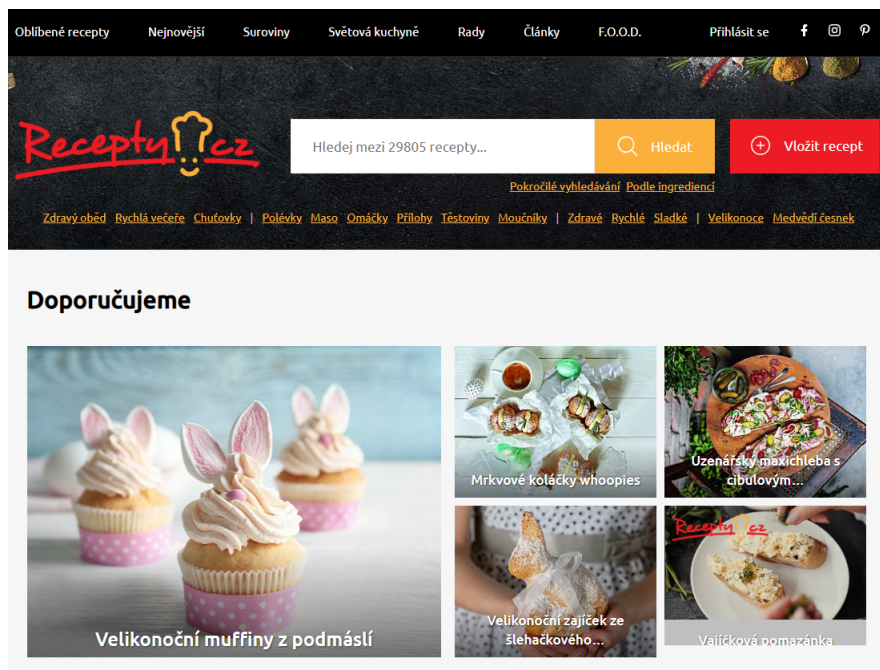 Oblíbené recepty Nejnovější Suroviny Světová kuchyně Rady Články F.O.O.D. Přihlásit se
Recepty cz
Hledej mezi 29805 recepty...
Hledat
Vložit recept
Pokročilé vyhledávání Podle ingrediencí
Zdravý oběd Rychlá večeře Chuťovky | Polévky Maso Omáčky Přílohy Těstoviny Moučníky | Zdravé Rychlé Sladké | Velikonoce Medvědí česnek
Doporučujeme
Velikonoční muffiny z podmáslí
Mrkvové koláčky whoopies
Uzenářský maxichleba s
cibulovým...
Velikonoční zajíček ze
šlehačkového...
Recepty cz
Vajíčková pomazánka